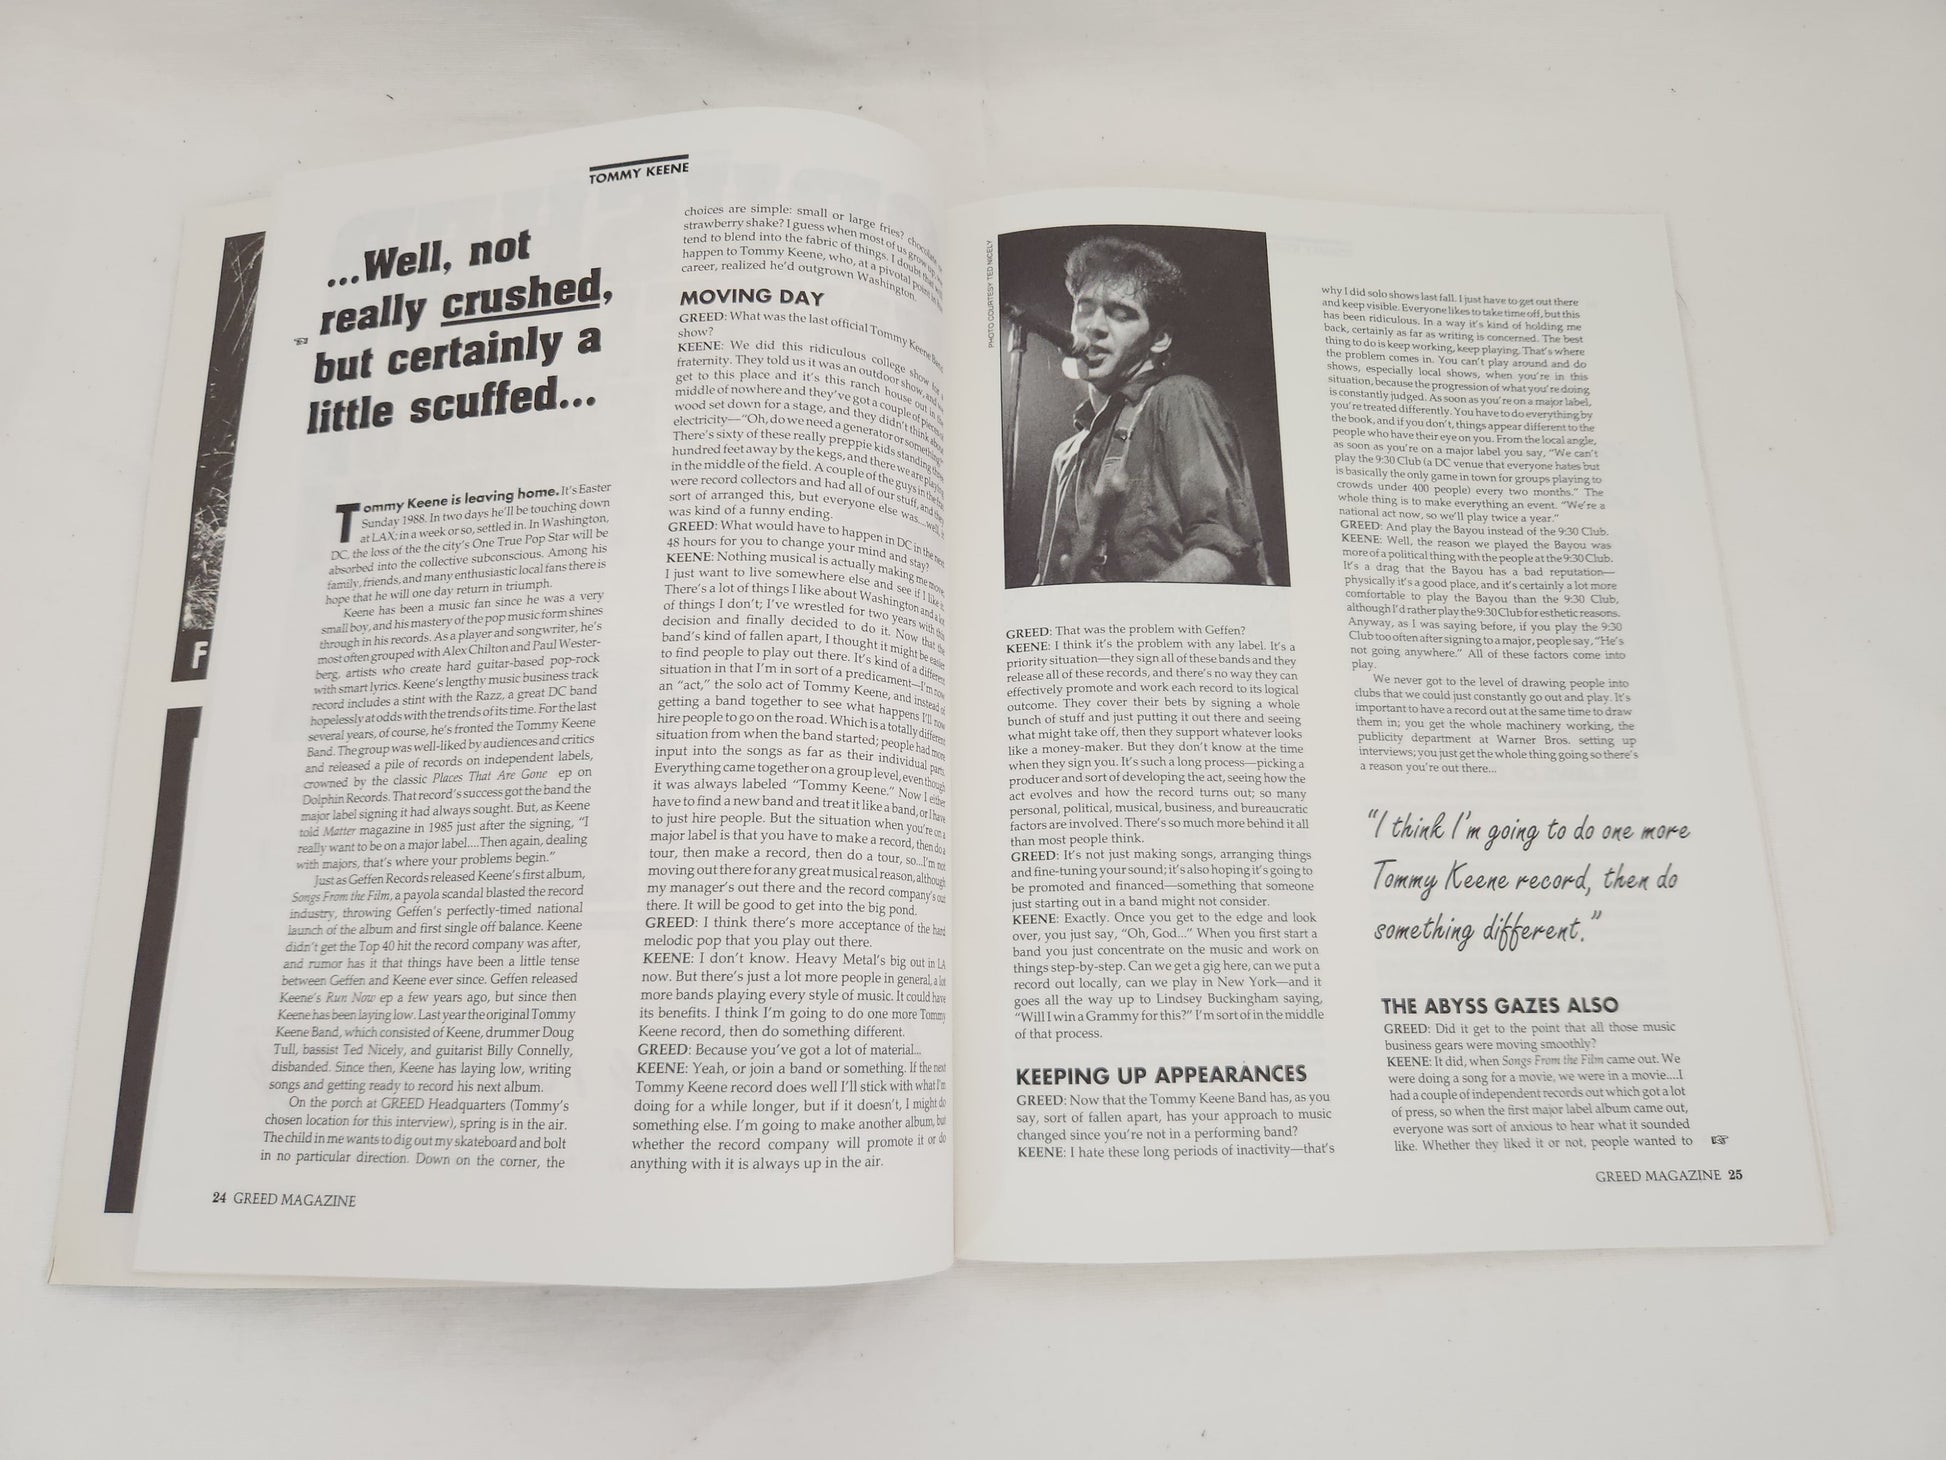 TOMMY KEENE
...Well, not
really crushed,
but certainly a
little scuffed...
Tommy Keene is leaving home. It's Easter
Sunday 1988. In two days he'll be touching down
at LAX; in a week or so, settled in. In Washington,
DC, the loss of the the city's One True Pop Star will be
absorbed into the collective subconscious. Among his
family, friends, and many enthusiastic local fans there is
hope that he will one day return in triumph.
Keene has been a music fan since he was a very
small boy, and his mastery of the pop music form shines
through in his records. As a player and songwriter, he's
most often grouped with Alex Chilton and Paul Wester-
berg, artists who create hard guitar-based pop-rock
with smart lyrics. Keene's lengthy music business track
record includes a stint with the Razz, a great DC band
hopelessly at odds with the trends of its time. For the last
several years, of course, he's fronted the Tommy Keene
Band. The group was well-liked by audiences and critics
and released a pile of records on independent labels,
crowned by the classic Places That Are Gone ep on
Dolphin Records. That record's success got the band the
major label signing it had always sought. But, as Keene
told Matter magazine in 1985 just after the signing, "I
really want to be on a major label....Then again, dealing
with majors, that's where your problems begin."
Just as Geffen Records released Keene's first album,
Songs From the Film, a payola scandal blasted the record
industry, throwing Geffen's perfectly-timed national
launch of the album and first single off balance. Keene
didn't get the Top 40 hit the record company was after,
and rumor has it that things have been a little tense
between Geffen and Keene ever since. Geffen released
Keene's Run Now ep a few years ago, but since then
Keene has been laying low. Last year the original Tommy
Keene Band, which consisted of Keene, drummer Doug
Tull, bassist Ted Nicely, and guitarist Billy Connelly,
disbanded. Since then, Keene has laying low, writing
songs and getting ready to record his next album.
On the porch at GREED Headquarters (Tommy's
chosen location for this interview), spring is in the air.
The child in me wants to dig out my skateboard and bolt
in no particular direction. Down on the corner, the
24 GREED MAGAZINE
choices are simple: small or large fries? chocolate or
strawberry shake? I guess when most of us grow up, we
tend to blend into the fabric of things. I doubt that will
happen to Tommy Keene, who, at a pivotal point in his
career, realized he'd outgrown Washington.
MOVING DAY
GREED: What was the last official Tommy Keene Band
show?
KEENE: We did this ridiculous college show for a
fraternity. They told us it was an outdoor show, and we
get to this place and it's this ranch house out in the
middle of nowhere and they've got a couple of pieces of
wood set down for a stage, and they didn't think about
electricity—"Oh, do we need a generator or something?"
There's sixty of these really preppie kids standing three
hundred feet away by the kegs, and there we are playing
in the middle of the field. A couple of the guys in the frat
were record collectors and had all of our stuff, and they
sort of arranged this, but everyone else was...well, it
was kind of a funny ending.
GREED: What would have to happen in DC in the next
48 hours for you to change your mind and stay?
KEENE: Nothing musical is actually making me move.
I just want to live somewhere else and see if I like it.
There's a lot of things I like about Washington and a lot
of things I don't; I've wrestled for two years with this
decision and finally decided to do it. Now that the
band's kind of fallen apart, I thought it might be easier
to find people to play out there. It's kind of a different
situation in that I'm in sort of a predicament—I'm now
an "act," the solo act of Tommy Keene, and instead of
getting a band together to see what happens I'll now
hire people to go on the road. Which is a totally different
situation from when the band started; people had more
input into the songs as far as their individual parts.
Everything came together on a group level, even though
it was always labeled "Tommy Keene." Now I either
have to find a new band and treat it like a band, or I have
to just hire people. But the situation when you're on a
major label is that you have to make a record, then do a
tour, then make a record, then do a tour, so...I'm not
moving out there for any great musical reason, although
my manager's out there and the record company's out
there. It will be good to get into the big pond.
GREED: I think there's more acceptance of the hard
melodic pop that you play out there.
KEENE: I don't know. Heavy Metal's big out in LA
now. But there's just a lot more people in general, a lot
more bands playing every style of music. It could have
its benefits. I think I'm going to do one more Tommy
Keene record, then do something different.
GREED: Because you've got a lot of material...
KEENE: Yeah, or join a band or something. If the next
Tommy Keene record does well I'll stick with what I'm
doing for a while longer, but if it doesn't, I might do
something else. I'm going to make another album, but
whether the record company will promote it or do
anything with it is always up in the air.
PHOTO COURTESY TED NICELY
GREED: That was the problem with Geffen?
KEENE: I think it's the problem with any label. It's a
priority situation—they sign all of these bands and they
release all of these records, and there's no way they can
effectively promote and work each record to its logical
outcome. They cover their bets by signing a whole
bunch of stuff and just putting it out there and seeing
what might take off, then they support whatever looks
like a money-maker. But they don't know at the time
when they sign you. It's such a long process—picking a
producer and sort of developing the act, seeing how the
act evolves and how the record turns out; so many
personal, political, musical, business, and bureaucratic
factors are involved. There's so much more behind it all
than most people think.
GREED: It's not just making songs, arranging things
and fine-tuning your sound; it's also hoping it's going to
be promoted and financed—something that someone
just starting out in a band might not consider.
KEENE: Exactly. Once you get to the edge and look
over, you just say, "Oh, God..." When you first start a
band you just concentrate on the music and work on
things step-by-step. Can we get a gig here, can we put a
record out locally, can we play in New York—and it
goes all the way up to Lindsey Buckingham saying,
"Will I win a Grammy for this?" I'm sort of in the middle
of that process.
KEEPING UP APPEARANCES
GREED: Now that the Tommy Keene Band has, as you
say, sort of fallen apart, has your approach to music
changed since you're not in a performing band?
KEENE: I hate these long periods of inactivity—that's
why I did solo shows last fall. I just have to get out there
and keep visible. Everyone likes to take time off, but this
has been ridiculous. In a way it's kind of holding me
back, certainly as far as writing is concerned. The best
thing to do is keep working, keep playing. That's where
the problem comes in. You can't play around and do
shows, especially local shows, when you're in this
situation, because the progression of what you're doing
is constantly judged. As soon as you're on a major label,
you're treated differently. You have to do everything by
the book, and if you don't, things appear different to the
people who have their eye on you. From the local angle,
as soon as you're on a major label you say, "We can't
play the 9:30 Club (a DC venue that everyone hates but
is basically the only game in town for groups playing to
crowds under 400 people) every two months." The
whole thing is to make everything an event. "We're a
national act now, so we'll play twice a year."
GREED: And play the Bayou instead of the 9:30 Club.
KEENE: Well, the reason we played the Bayou was
more of a political thing with the people at the 9:30 Club.
It's a drag that the Bayou has a bad reputation—
physically it's a good place, and it's certainly a lot more
comfortable to play the Bayou than the 9:30 Club,
although I'd rather play the 9:30 Club for esthetic reasons.
Anyway, as I was saying before, if you play the 9:30
Club too often after signing to a major, people say, "He's
not going anywhere." All of these factors come into
play.
We never got to the level of drawing people into
clubs that we could just constantly go out and play. It's
important to have a record out at the same time to draw
them in; you get the whole machinery working, the
publicity department at Warner Bros. setting up
interviews; you just get the whole thing going so there's
a reason you're out there...
"I think I'm going to do one more
Tommy Keene record, then do
something different."
THE ABYSS GAZES ALSO
GREED: Did it get to the point that all those music
business gears were moving smoothly?
KEENE: It did, when Songs From the Film came out. We
were doing a song for a movie, we were in a movie....I
had a couple of independent records out which got a lot
of press, so when the first major label album came out,
everyone was sort of anxious to hear what it sounded
like. Whether they liked it or not, people wanted to
GREED MAGAZINE 25
F